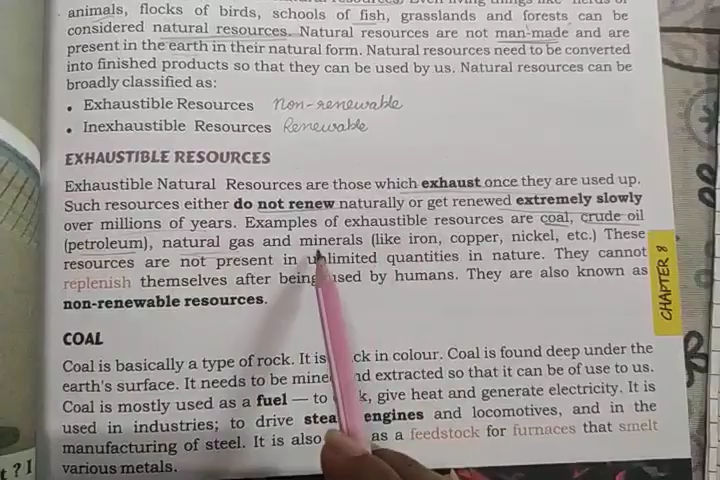 animals, flocks of birds, schools of fish, grasslands and forests can be
considered natural resources. Natural resources are not man-made and are
present in the earth in their natural form. Natural resources need to be converted
into finished products so that they can be used by us. Natural resources can be
broadly classified as:
• Exhaustible Resources Non-renewable
• Inexhaustible Resources Renewable
EXHAUSTIBLE RESOURCES
Exhaustible Natural Resources are those which exhaust once they are used up.
Such resources either do not renew naturally or get renewed extremely slowly
over millions of years. Examples of exhaustible resources are coal, crude oil
(petroleum), natural gas and minerals (like iron, copper, nickel, etc.) These
resources are not present in unlimited quantities in nature. They cannot
replenish themselves after being used by humans. They are also known as
non-renewable resources.
CHAPTER 8
COAL
Coal is basically a type of rock. It is ck in colour. Coal is found deep under the
earth's surface. It needs to be mine nd extracted so that it can be of use to us.
Coal is mostly used as a fuel — to k, give heat and generate electricity. It is
used in industries; to drive stea engines and locomotives, and in the
manufacturing of steel. It is also as a feedstock for furnaces that smelt
various metals.
t ? I